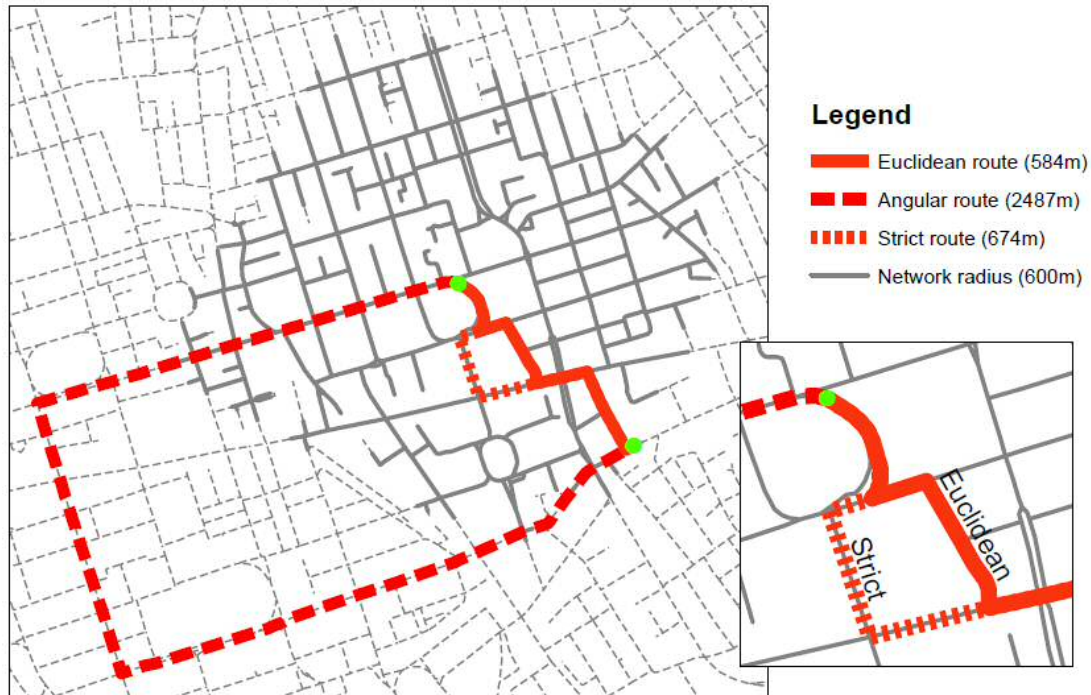 Legend
Euclidean route (584m)
Angular route (2487m)
Strict route (674m)
Network radius (600m)
Euclidean
Strict